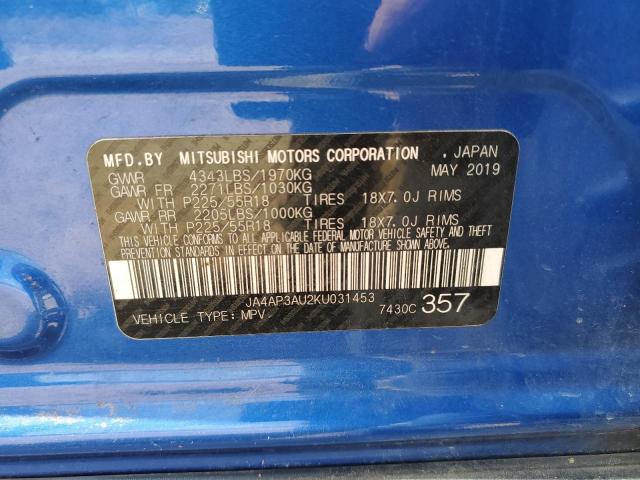 MFD.BY MITSUBISHI MOTORS CORPORATION . JAPAN
GVWR 4343LBS/1970KG MAY 2019
GAWR FR 2271LBS/1030KG
WITH P225/55R18 TIRES 18X7.0J RIMS
GAWR RR 2205LBS/1000KG
WITH P225/55R18 TIRES 18X7.0J RIMS
THIS VEHICLE CONFORMS TO ALL APPLICABLE FEDERAL MOTOR VEHICLE SAFETY AND THEFT
PREVENTION STANDARDS IN EFFECT ON THE DATE OF MANUFACTURE SHOWN ABOVE.
JA4AP3AU2KU031453
VEHICLE TYPE: MPV 7430C 357